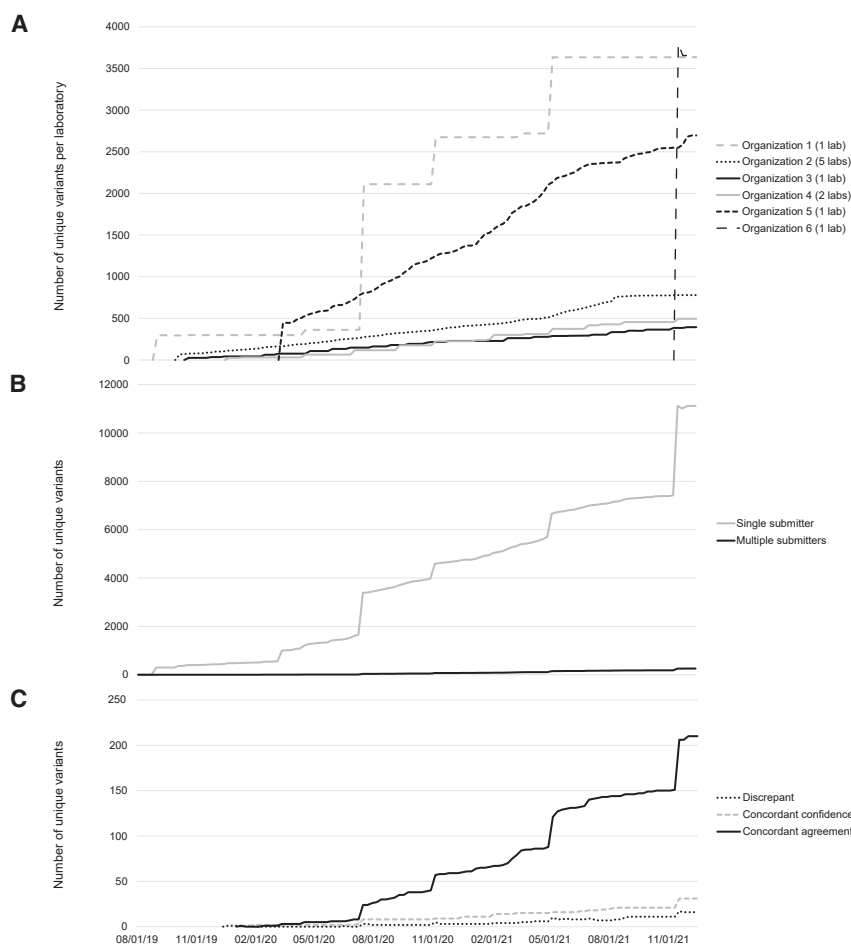 A
Number of unique variants per laboratory
4000
3500
3000
2500
2000
1500
1000
500
0
Organization 1 (1 lab)
Organization 2 (5 labs)
Organization 3 (1 lab)
Organization 4 (2 labs)
Organization 5 (1 lab)
Organization 6 (1 lab)
B
Number of unique variants
12000
10000
8000
6000
4000
2000
0
Single submitter
Multiple submitters
C
Number of unique variants
250
200
150
100
50
0
Discrepant
Concordant confidence
Concordant agreement
08/01/19 11/01/19 02/01/20 05/01/20 08/01/20 11/01/20 02/01/21 05/01/21 08/01/21 11/01/21